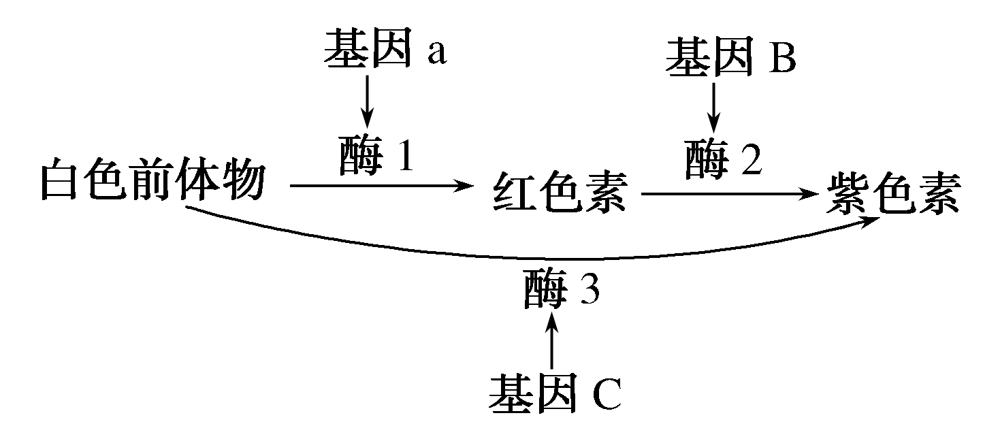 基因 a
基因 B
酶 1
酶 2
白色前体物
红色素
紫色素
酶 3
基因 C